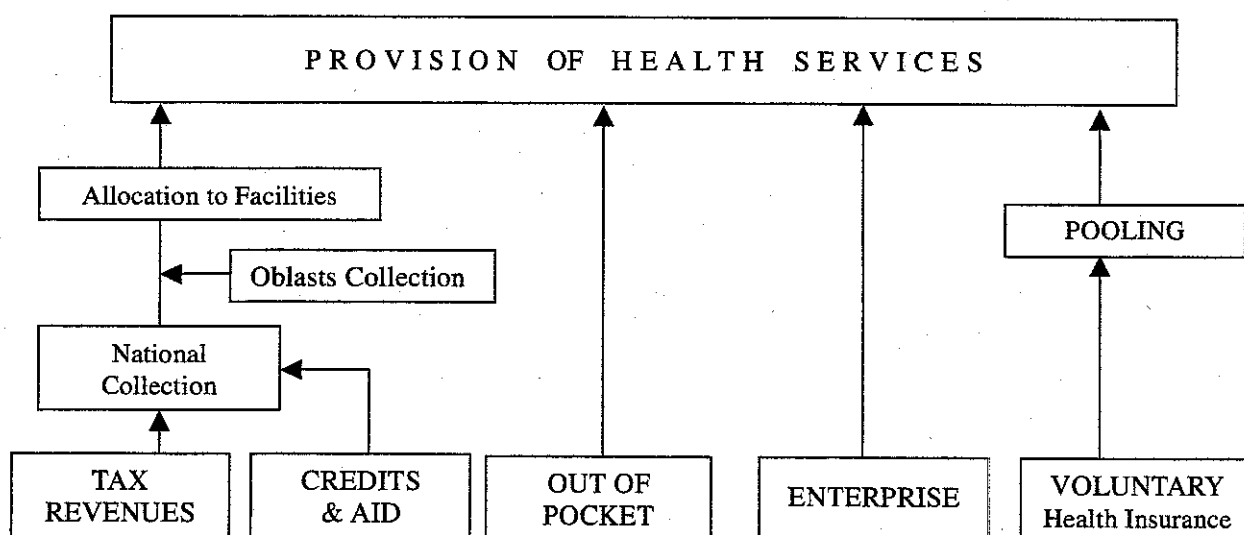 PROVISION OF HEALTH SERVICES
Allocation to Facilities
POOLING
Oblasts Collection
National
Collection
TAX
REVENUES
CREDITS
& AID
OUT OF
POCKET
ENTERPRISE
VOLUNTARY
Health Insurance